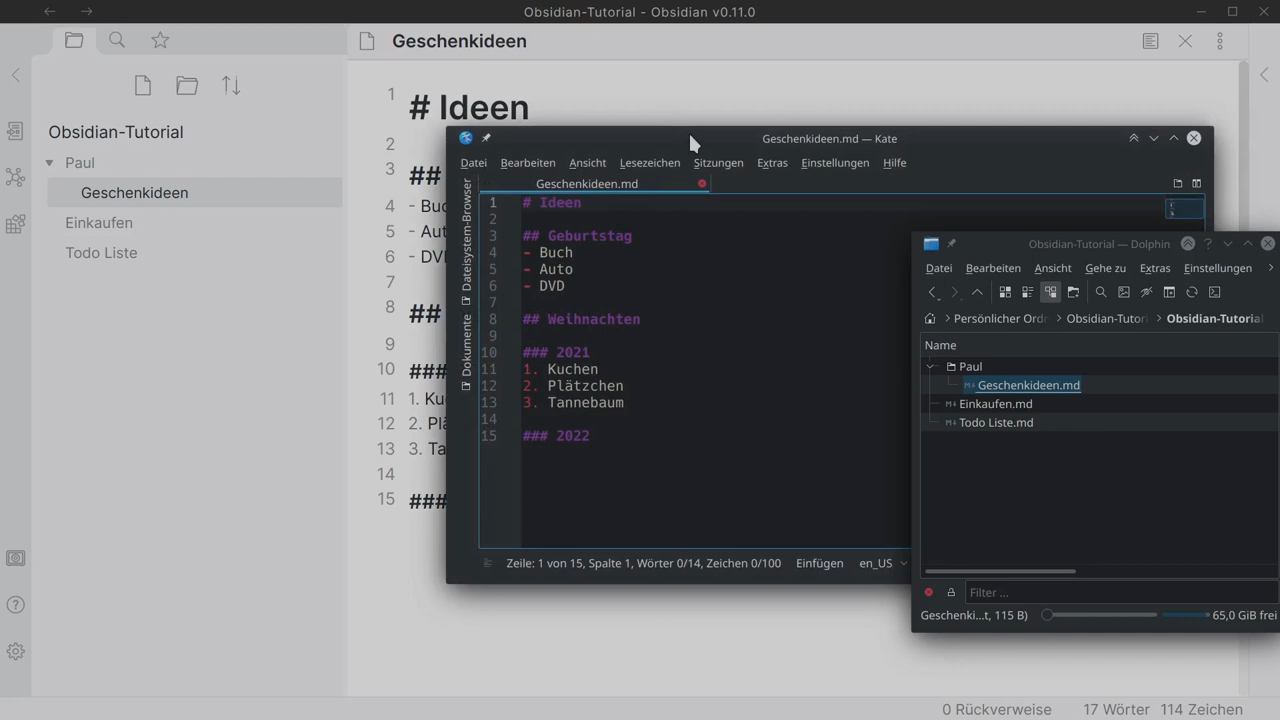 Obsidian-Tutorial - Obsidian v0.11.0
Geschenkideen
Obsidian-Tutorial
Paul
Geschenkideen
Einkaufen
Todo Liste
1 # Ideen
2
3 ##
4 - Buc
5 - Aut
6 - DVD
7
8 ##
9
10 ###
11 1. Ku
12 2. Plä
13 3. Ta
14
15 ###
0 Rückverweise 17 Wörter 114 Zeichen
Geschenkideen.md — Kate
Datei Bearbeiten Ansicht Lesezeichen Sitzungen Extras Einstellungen Hilfe
Geschenkideen.md
Dateisystem-Browser
Dokumente
1 # Ideen
2
3 ## Geburtstag
4 - Buch
5 - Auto
6 - DVD
7
8 ## Weihnachten
9
10 ### 2021
11 1. Kuchen
12 2. Plätzchen
13 3. Tannebaum
14
15 ### 2022
Zeile: 1 von 15, Spalte 1, Wörter 0/14, Zeichen 0/100 Einfügen en_US
Obsidian-Tutorial — Dolphin
Datei Bearbeiten Ansicht Gehe zu Extras Einstellungen
Persönlicher Ordn Obsidian-Tutor Obsidian-Tutorial
Name
Paul
Geschenkideen.md
Einkaufen.md
Todo Liste.md
Filter ...
Geschenki...t, 115 B) 65,0 GiB frei